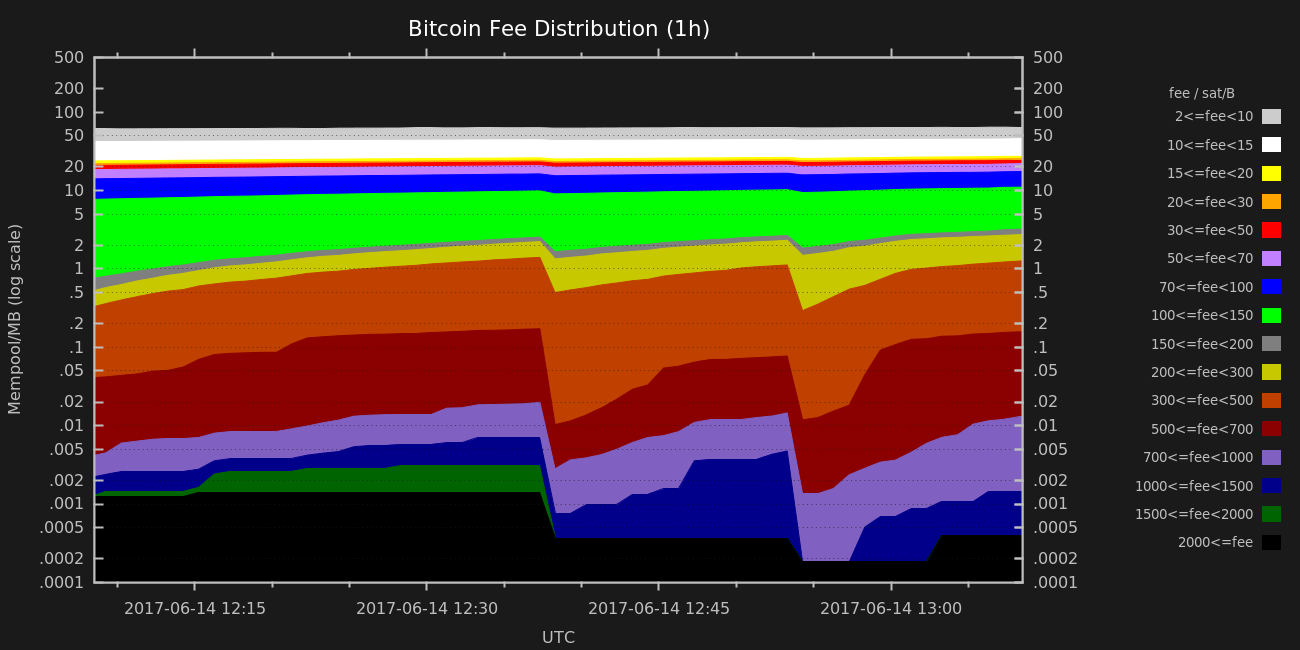 Bitcoin Fee Distribution (1h)
Mempool/MB (log scale)
500
200
100
50
20
10
5
2
1
.5
.2
.1
.05
.02
.01
.005
.002
.001
.0005
.0002
.0001
500
200
100
50
20
10
5
2
1
.5
.2
.1
.05
.02
.01
.005
.002
.001
.0005
.0002
.0001
2017-06-14 12:15 2017-06-14 12:30 2017-06-14 12:45 2017-06-14 13:00
UTC
fee / sat/B
2<=fee<10
10<=fee<15
15<=fee<20
20<=fee<30
30<=fee<50
50<=fee<70
70<=fee<100
100<=fee<150
150<=fee<200
200<=fee<300
300<=fee<500
500<=fee<700
700<=fee<1000
1000<=fee<1500
1500<=fee<2000
2000<=fee